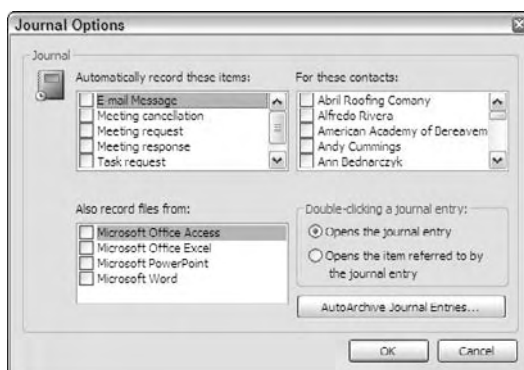 Journal Options
Journal
Automatically record these items:
E-mail Message
Meeting cancellation
Meeting request
Meeting response
Task request
For these contacts:
Abril Roofing Comany
Alfredo Rivera
American Academy of Bereavem
Andy Cummings
Ann Bednarczyk
Also record files from:
Microsoft Office Access
Microsoft Office Excel
Microsoft PowerPoint
Microsoft Word
Double-clicking a journal entry:
Opens the journal entry
Opens the item referred to by
the journal entry
AutoArchive Journal Entries...
OK
Cancel